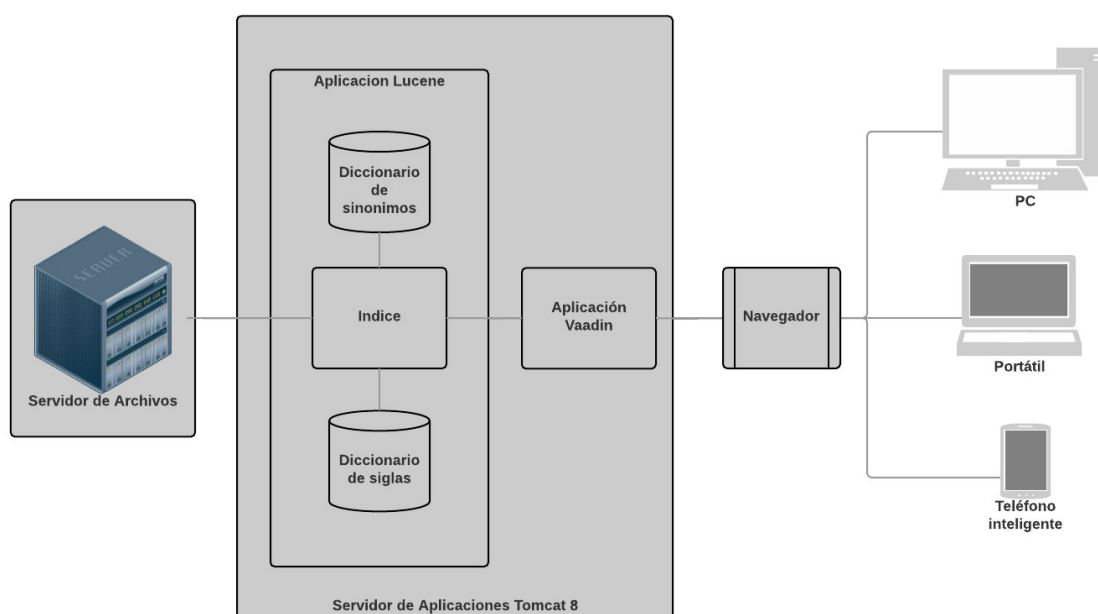 Aplicacion Lucene
Diccionario
de
sinonimos
SERVER
Servidor de Archivos
Indice
Aplicación
Vaadin
Navegador
Diccionario
de siglas
Servidor de Aplicaciones Tomcat 8
PC
Portátil
Teléfono
inteligente